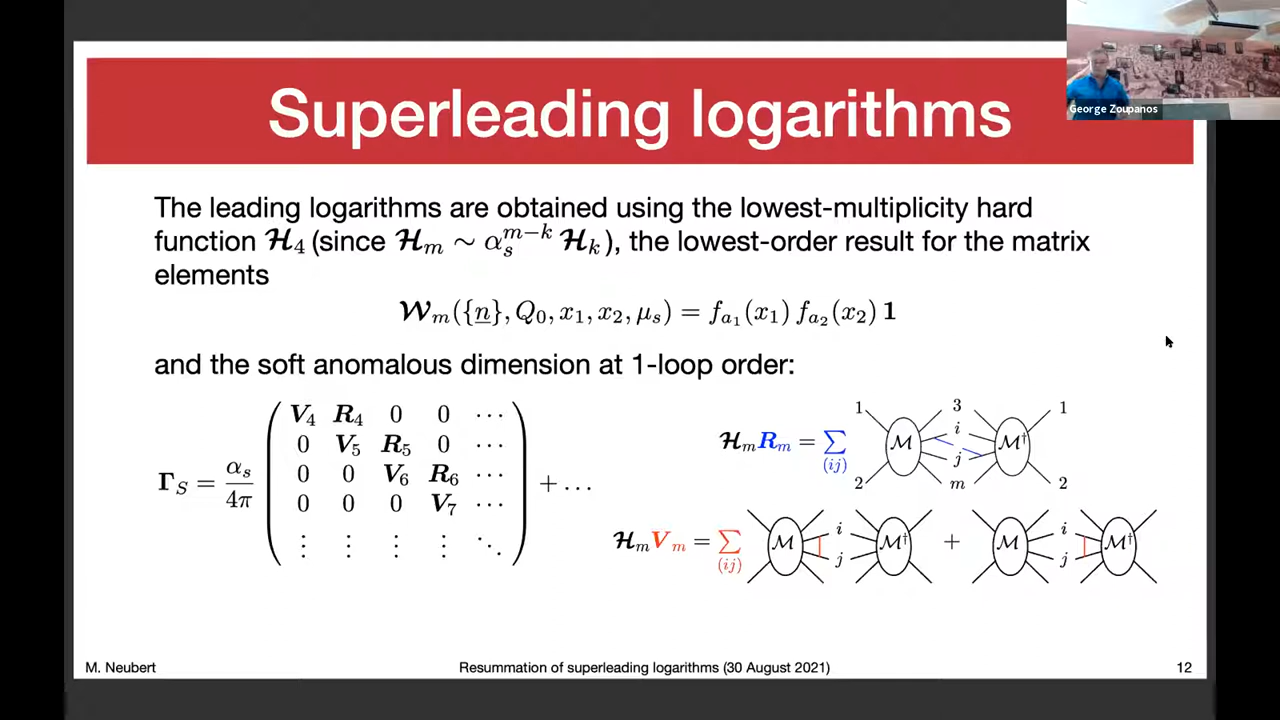 Superleading logarithms
George Zoupanos
The leading logarithms are obtained using the lowest-multiplicity hard
function 𝓗₄ (since 𝓗ₘ ∼ αₛᵐ⁻ᵏ 𝓗ₖ), the lowest-order result for the matrix
elements
𝓦ₘ({n̲}, Q₀, x₁, x₂, μₛ) = f_{a₁}(x₁) f_{a₂}(x₂) 𝟏
and the soft anomalous dimension at 1-loop order:
Γ_S = αₛ/4π
V₄ R₄ 0 0 ⋯
0 V₅ R₅ 0 ⋯
0 0 V₆ R₆ ⋯
0 0 0 V₇ ⋯
⋮ ⋮ ⋮ ⋮ ⋱
+ …
𝓗ₘRₘ = ∑_{(ij)} 1 2 𝓜 3 i j m 𝓜† 1 2
𝓗ₘVₘ = ∑_{(ij)} 𝓜 i j 𝓜† + 𝓜 i j 𝓜†
M. Neubert
Resummation of superleading logarithms (30 August 2021)
12